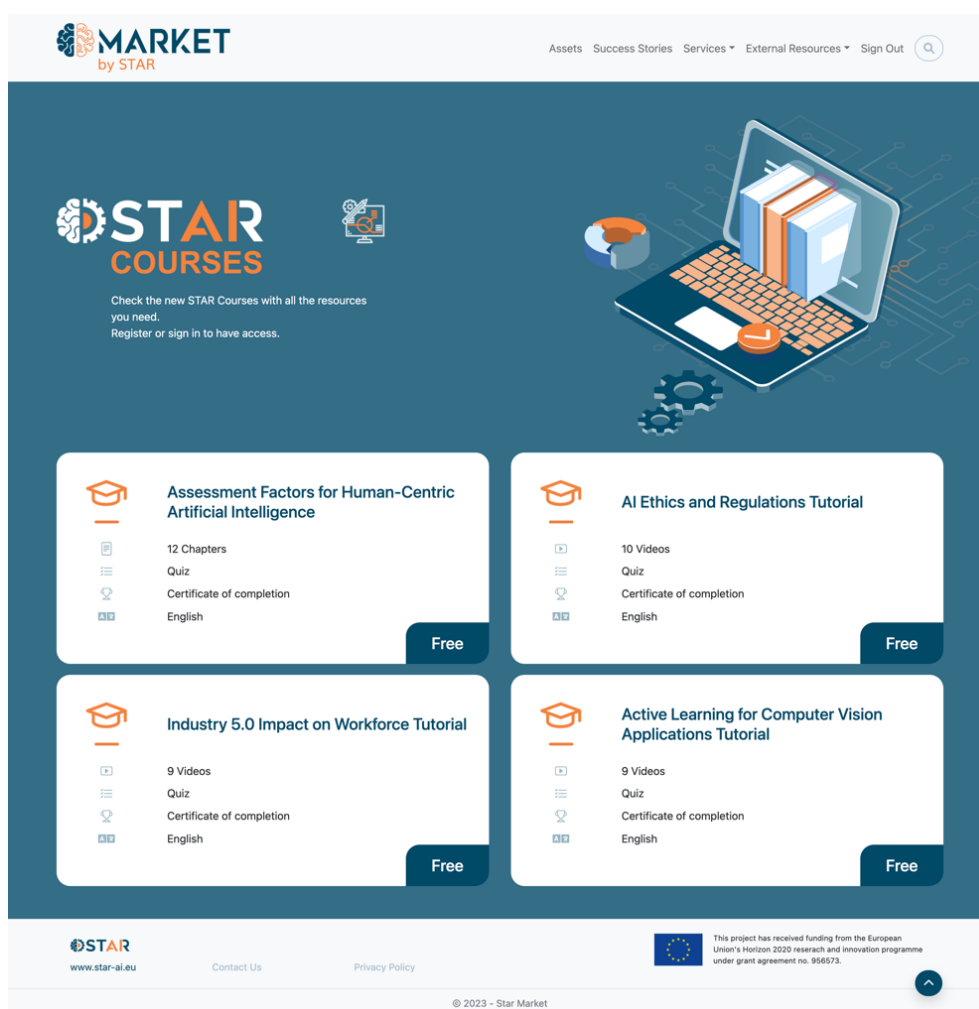 MARKET
by STAR
Assets Success Stories Services External Resources Sign Out
STAR
COURSES
Check the new STAR Courses with all the resources
you need.
Register or sign in to have access.
Assessment Factors for Human-Centric
Artificial Intelligence
12 Chapters
Quiz
Certificate of completion
English
Free
AI Ethics and Regulations Tutorial
10 Videos
Quiz
Certificate of completion
English
Free
Industry 5.0 Impact on Workforce Tutorial
9 Videos
Quiz
Certificate of completion
English
Free
Active Learning for Computer Vision
Applications Tutorial
9 Videos
Quiz
Certificate of completion
English
Free
STAR
www.star-ai.eu
Contact Us
Privacy Policy
This project has received funding from the European
Union's Horizon 2020 reserach and innovation programme
under grant agreement no. 956573.
© 2023 - Star Market